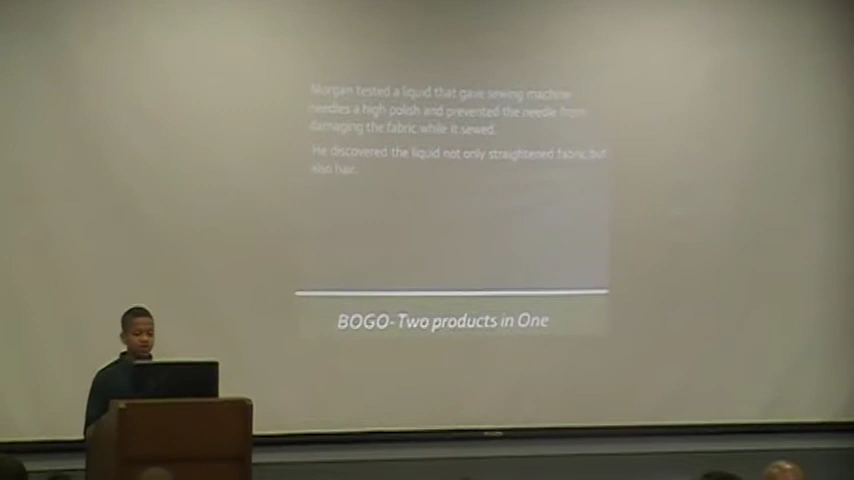 Morgan tested a liquid that gave sewing machine
needles a high polish and prevented the needle from
damaging the fabric while it sewed.
He discovered the liquid not only straightened fabric, but
also hair.
BOGO- Two products in One